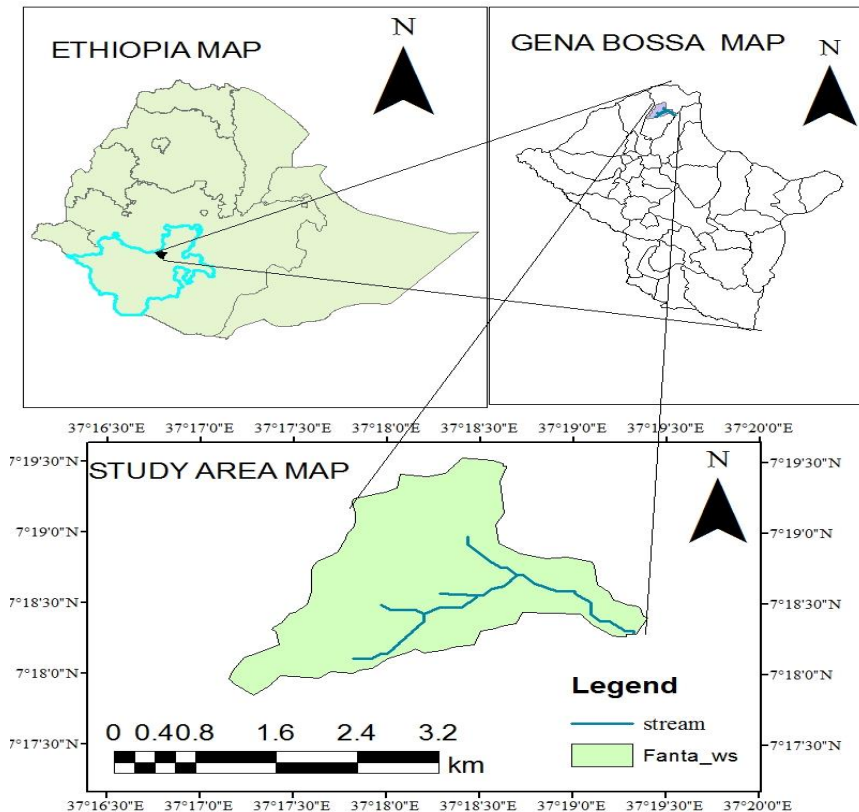 ETHIOPIA MAP
N
GENA BOSSA MAP
N
37°16'30"E 37°17'0"E 37°17'30"E 37°18'0"E 37°18'30"E 37°19'0"E 37°19'30"E 37°20'0"E
7°19'30"N
7°19'30"N
STUDY AREA MAP
N
7°19'0"N
7°19'0"N
7°18'30"N
7°18'30"N
7°18'0"N
7°18'0"N
Legend
stream
Fanta_ws
0 0.40.8 1.6 2.4 3.2
km
7°17'30"N
7°17'30"N
37°16'30"E 37°17'0"E 37°17'30"E 37°18'0"E 37°18'30"E 37°19'0"E 37°19'30"E 37°20'0"E